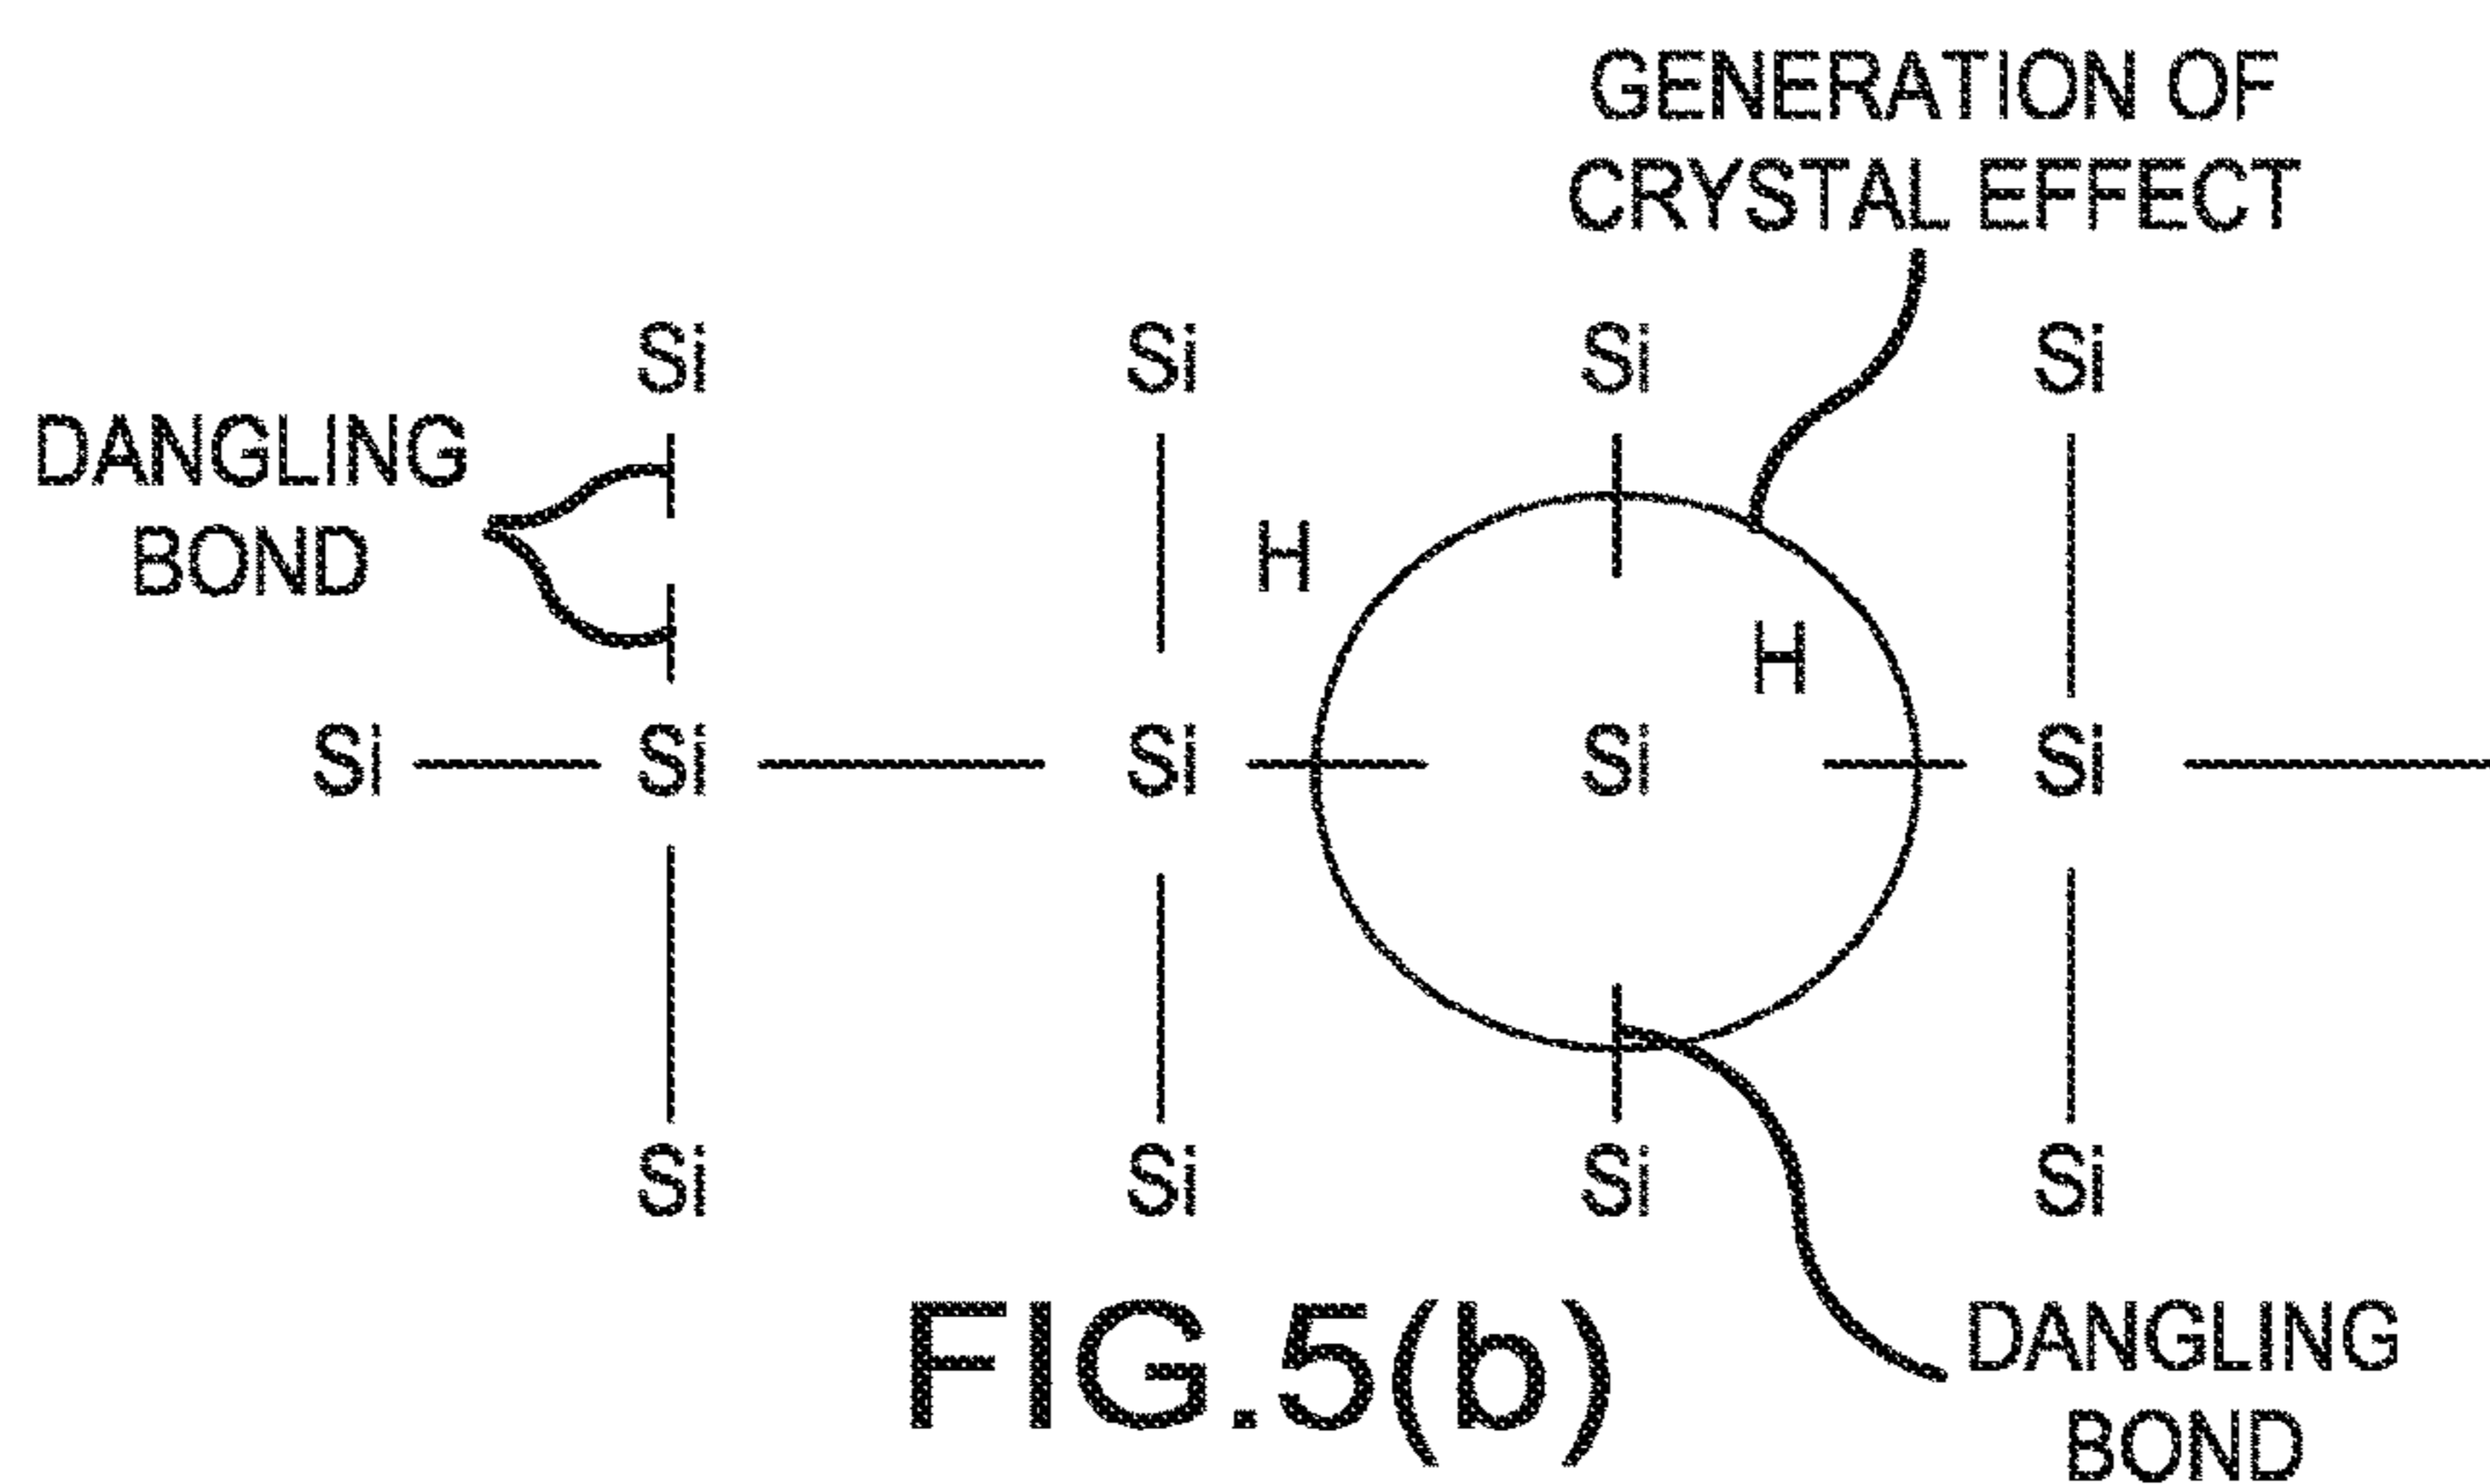 GENERATION OF
CRYSTAL EFFECT
Si Si Si Si
DANGLING
BOND
H
H
Si Si Si Si Si
Si Si Si Si
FIG.5(b)
DANGLING
BOND